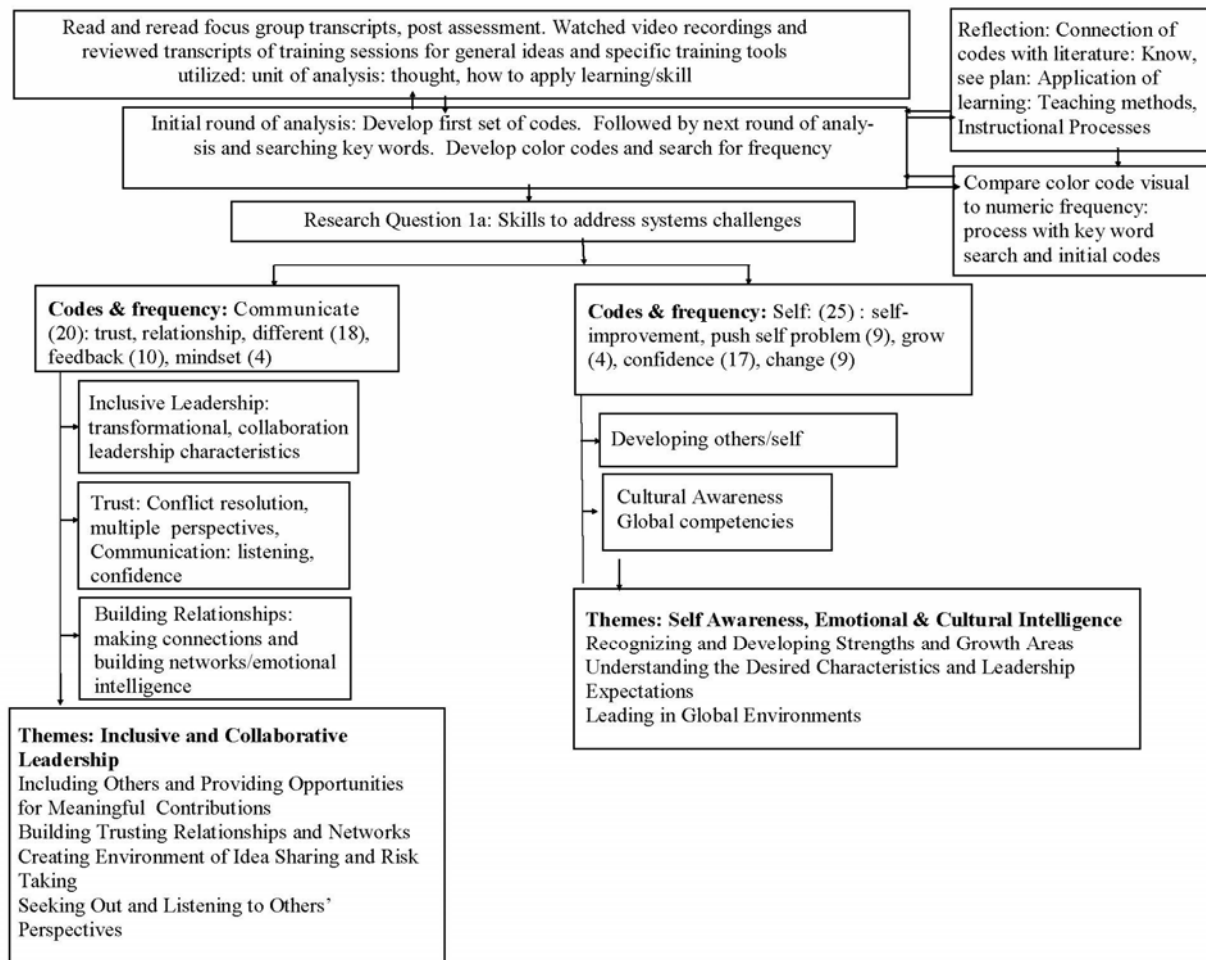 Read and reread focus group transcripts, post assessment. Watched video recordings and
reviewed transcripts of training sessions for general ideas and specific training tools
utilized: unit of analysis: thought, how to apply learning/skill
Reflection: Connection of
codes with literature: Know,
see plan: Application of
learning: Teaching methods,
Instructional Processes
Initial round of analysis: Develop first set of codes. Followed by next round of analy-
sis and searching key words. Develop color codes and search for frequency
Compare color code visual
to numeric frequency:
process with key word
search and initial codes
Research Question 1a: Skills to address systems challenges
Codes & frequency: Communicate
(20): trust, relationship, different (18),
feedback (10), mindset (4)
Inclusive Leadership:
transformational, collaboration
leadership characteristics
Trust: Conflict resolution,
multiple perspectives,
Communication: listening,
confidence
Building Relationships:
making connections and
building networks/emotional
intelligence
Themes: Inclusive and Collaborative
Leadership
Including Others and Providing Opportunities
for Meaningful Contributions
Building Trusting Relationships and Networks
Creating Environment of Idea Sharing and Risk
Taking
Seeking Out and Listening to Others’
Perspectives
Codes & frequency: Self: (25) : self-
improvement, push self problem (9), grow
(4), confidence (17), change (9)
Developing others/self
Cultural Awareness
Global competencies
Themes: Self Awareness, Emotional & Cultural Intelligence
Recognizing and Developing Strengths and Growth Areas
Understanding the Desired Characteristics and Leadership
Expectations
Leading in Global Environments